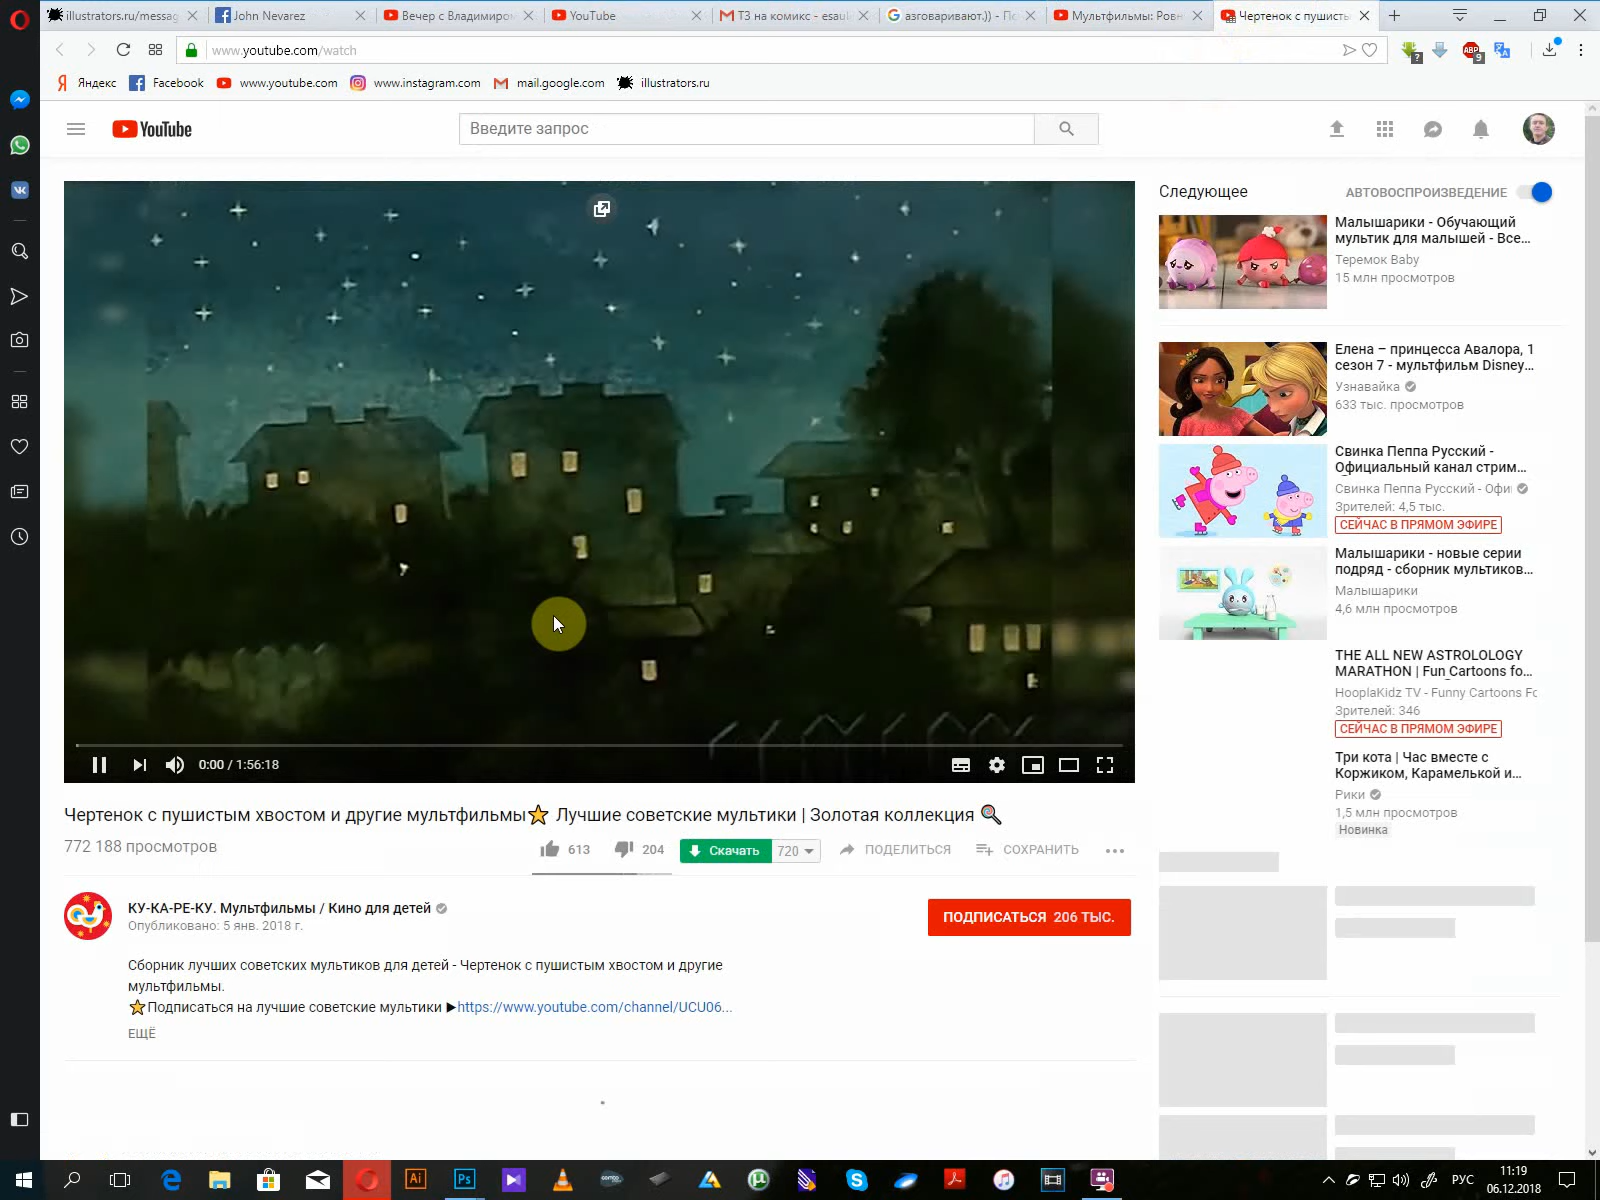 illustrators.ru/messag
John Nevarez
Вечер с Владимиром
YouTube
ТЗ на комикс - esaul
азговаривают.)) - По
Мультфильмы: Ровн
Чертенок с пушисты
www.youtube.com/watch
?
ABP
9
Яндекс
Facebook
www.youtube.com
www.instagram.com
mail.google.com
illustrators.ru
YouTube
Введите запрос
0:00 / 1:56:18
Чертенок с пушистым хвостом и другие мультфильмы⭐ Лучшие советские мультики | Золотая коллекция 🍭
772 188 просмотров
613
204
Скачать
720
ПОДЕЛИТЬСЯ
СОХРАНИТЬ
КУ-КА-РЕ-КУ. Мультфильмы / Кино для детей
Опубликовано: 5 янв. 2018 г.
ПОДПИСАТЬСЯ 206 ТЫС.
Сборник лучших советских мультиков для детей - Чертенок с пушистым хвостом и другие
мультфильмы.
⭐Подписаться на лучшие советские мультики ▶https://www.youtube.com/channel/UCU06...
ЕЩЁ
Следующее
АВТОВОСПРОИЗВЕДЕНИЕ
Малышарики - Обучающий
мультик для малышей - Все...
Теремок Baby
15 млн просмотров
Елена – принцесса Авалора, 1
сезон 7 - мультфильм Disney...
Узнавайка
633 тыс. просмотров
Свинка Пеппа Русский -
Официальный канал стрим...
Свинка Пеппа Русский - Офи
Зрителей: 4,5 тыс.
СЕЙЧАС В ПРЯМОМ ЭФИРЕ
Малышарики - новые серии
подряд - сборник мультиков...
Малышарики
4,6 млн просмотров
THE ALL NEW ASTROLOLOGY
MARATHON | Fun Cartoons fo...
HooplaKidz TV - Funny Cartoons Fo
Зрителей: 346
СЕЙЧАС В ПРЯМОМ ЭФИРЕ
Три кота | Час вместе с
Коржиком, Карамелькой и...
Рики
1,5 млн просмотров
Новинка
Ai
Ps
РУС
11:19
06.12.2018